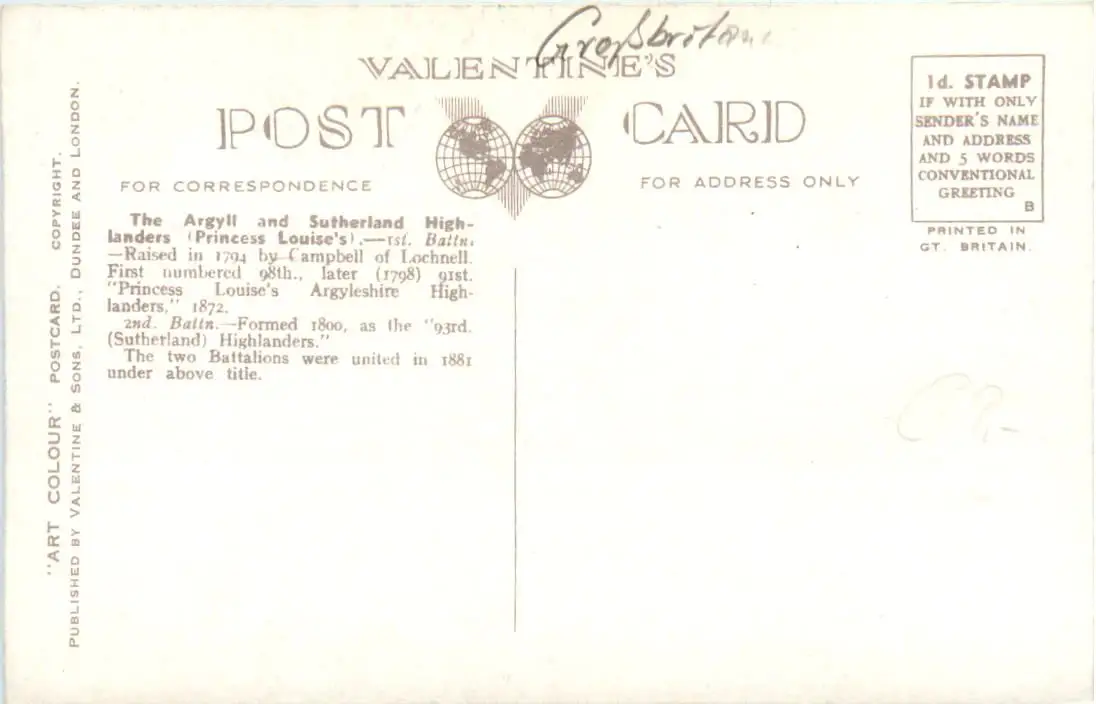 Großbritan
VALENTINE'S
POST CARD
FOR CORRESPONDENCE
FOR ADDRESS ONLY
1d. STAMP
IF WITH ONLY
SENDER'S NAME
AND ADDRESS
AND 5 WORDS
CONVENTIONAL
GREETING
B
PRINTED IN
GT. BRITAIN.
The Argyll and Sutherland High-
landers (Princess Louise's).—1st. Battn.
—Raised in 1794 by Campbell of Lochnell.
First numbered 98th., later (1798) 91st.
"Princess Louise's Argyleshire High-
landers," 1872.
2nd. Battn.—Formed 1800, as the "93rd.
(Sutherland) Highlanders."
The two Battalions were united in 1881
under above title.
"ART COLOUR" POSTCARD. COPYRIGHT.
PUBLISHED BY VALENTINE & SONS, LTD., DUNDEE AND LONDON.